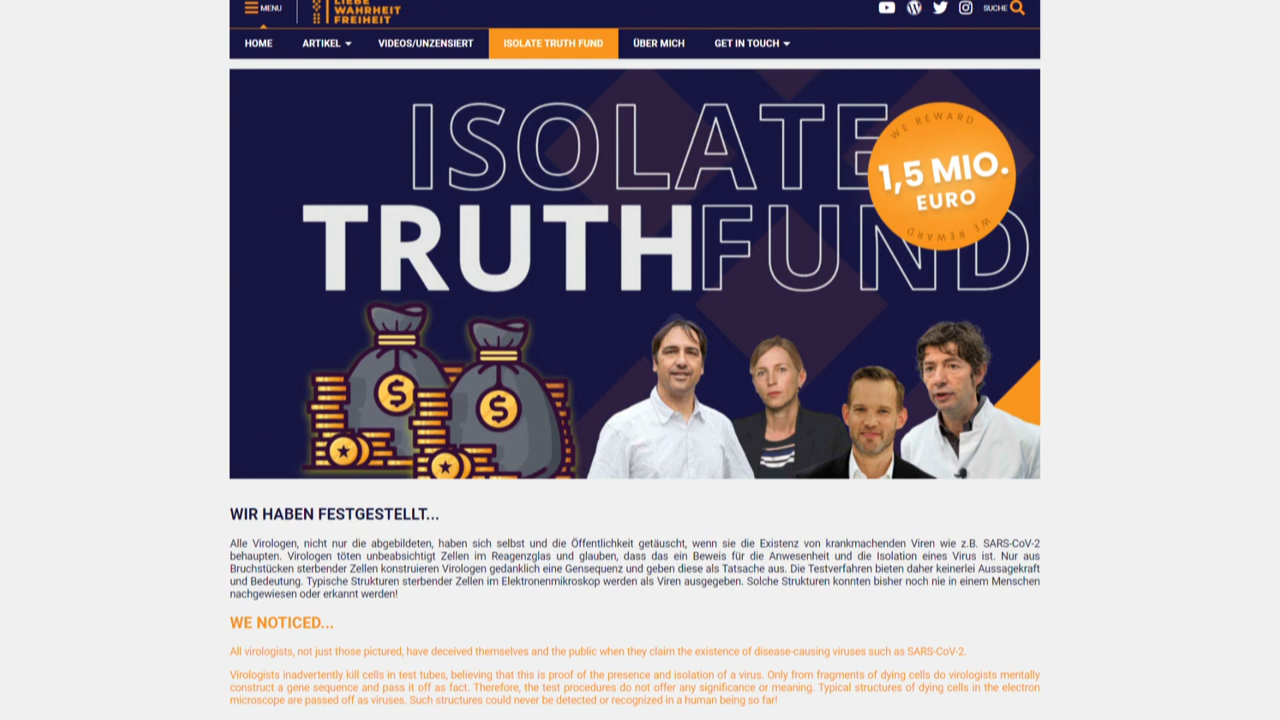 LIEBE
WAHRHEIT
FREIHEIT
MENU
SUCHE
HOME
ARTIKEL
VIDEOS/UNZENSIERT
ISOLATE TRUTH FUND
ÜBER MICH
GET IN TOUCH
ISOLATE
TRUTHFUND
WE REWARD
1,5 MIO.
EURO
WE REWARD
WIR HABEN FESTGESTELLT...
Alle Virologen, nicht nur die abgebildeten, haben sich selbst und die Öffentlichkeit getäuscht, wenn sie die Existenz von krankmachenden Viren wie z.B. SARS-CoV-2
behaupten. Virologen töten unbeabsichtigt Zellen im Reagenzglas und glauben, dass das ein Beweis für die Anwesenheit und die Isolation eines Virus ist. Nur aus
Bruchstücken sterbender Zellen konstruieren Virologen gedanklich eine Gensequenz und geben diese als Tatsache aus. Die Testverfahren bieten daher keinerlei Aussagekraft
und Bedeutung. Typische Strukturen sterbender Zellen im Elektronenmikroskop werden als Viren ausgegeben. Solche Strukturen konnten bisher noch nie in einem Menschen
nachgewiesen oder erkannt werden!
WE NOTICED...
All virologists, not just those pictured, have deceived themselves and the public when they claim the existence of disease-causing viruses such as SARS-CoV-2.
Virologists inadvertently kill cells in test tubes, believing that this is proof of the presence and isolation of a virus. Only from fragments of dying cells do virologists mentally
construct a gene sequence and pass it off as fact. Therefore, the test procedures do not offer any significance or meaning. Typical structures of dying cells in the electron
microscope are passed off as viruses. Such structures could never be detected or recognized in a human being so far!